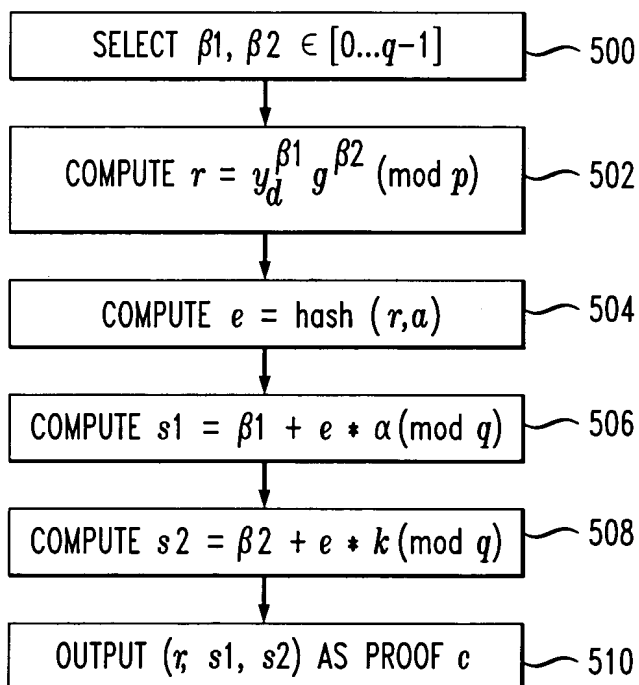 SELECT β1, β2 ∈ [0...q−1]
500
COMPUTE r = y_d^β1 g^β2 (mod p)
502
COMPUTE e = hash (r,a)
504
COMPUTE s1 = β1 + e * α (mod q)
506
COMPUTE s2 = β2 + e * k (mod q)
508
OUTPUT (r, s1, s2) AS PROOF c
510